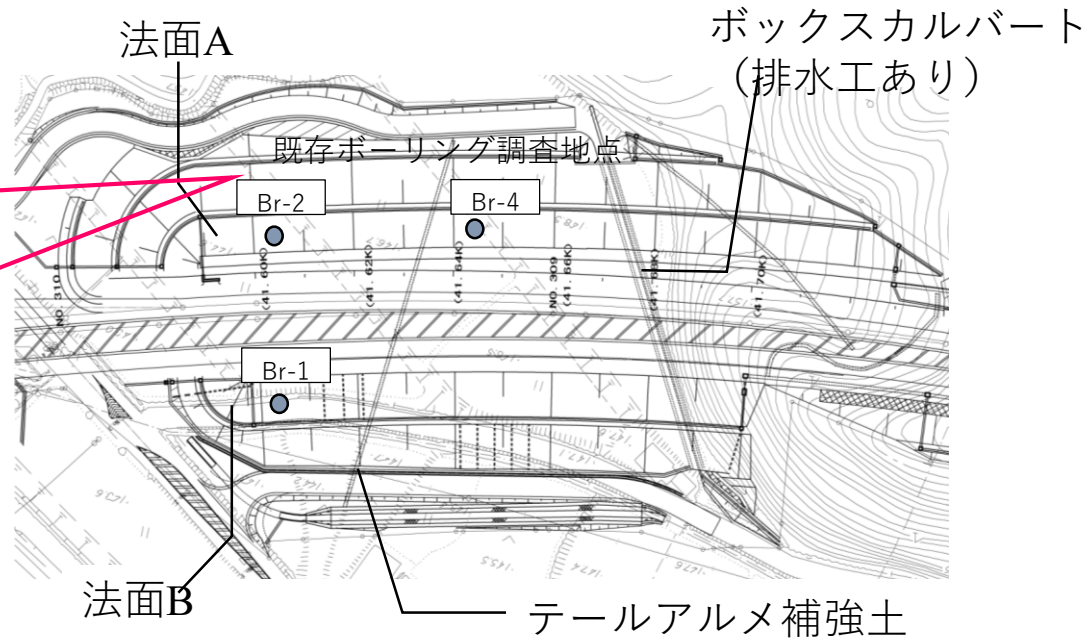 法面A
ボックスカルバート
(排水工あり)
既存ボーリング調査地点
Br-2
Br-4
NO.310
(41.60K)
(41.62K)
(41.64K)
NO.309
(41.66K)
(41.68K)
(41.70K)
Br-1
法面B
テールアルメ補強土